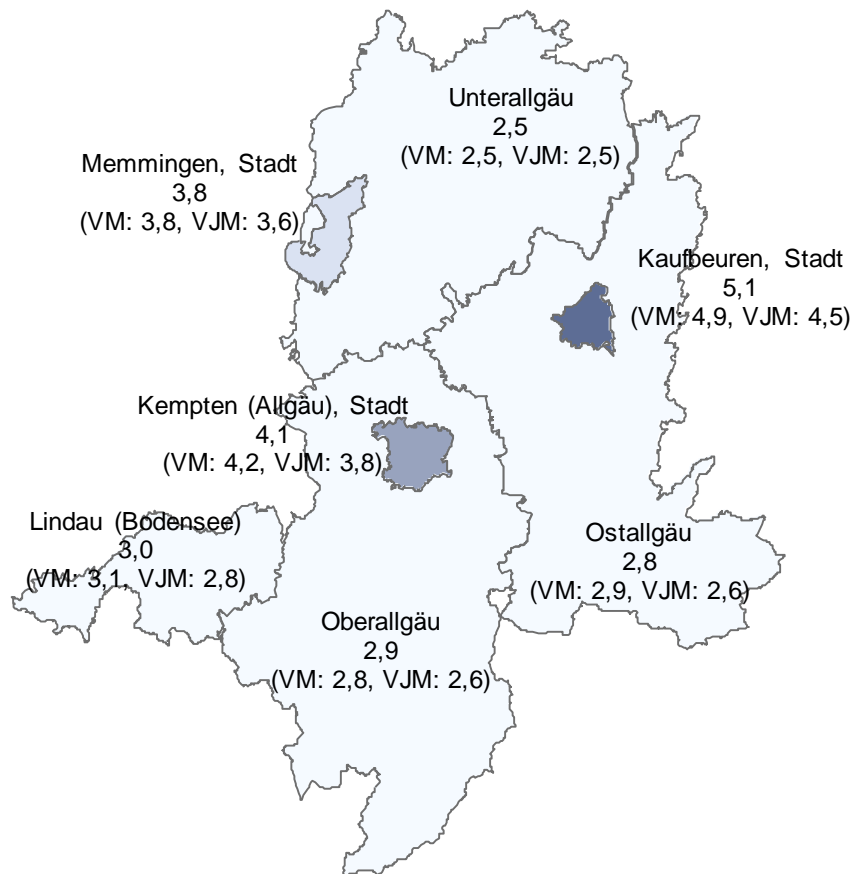 Unterallgäu
2,5
(VM: 2,5, VJM: 2,5)
Memmingen, Stadt
3,8
(VM: 3,8, VJM: 3,6)
Kaufbeuren, Stadt
5,1
(VM: 4,9, VJM: 4,5)
Kempten (Allgäu), Stadt
4,1
(VM: 4,2, VJM: 3,8)
Lindau (Bodensee)
3,0
(VM: 3,1, VJM: 2,8)
Ostallgäu
2,8
(VM: 2,9, VJM: 2,6)
Oberallgäu
2,9
(VM: 2,8, VJM: 2,6)